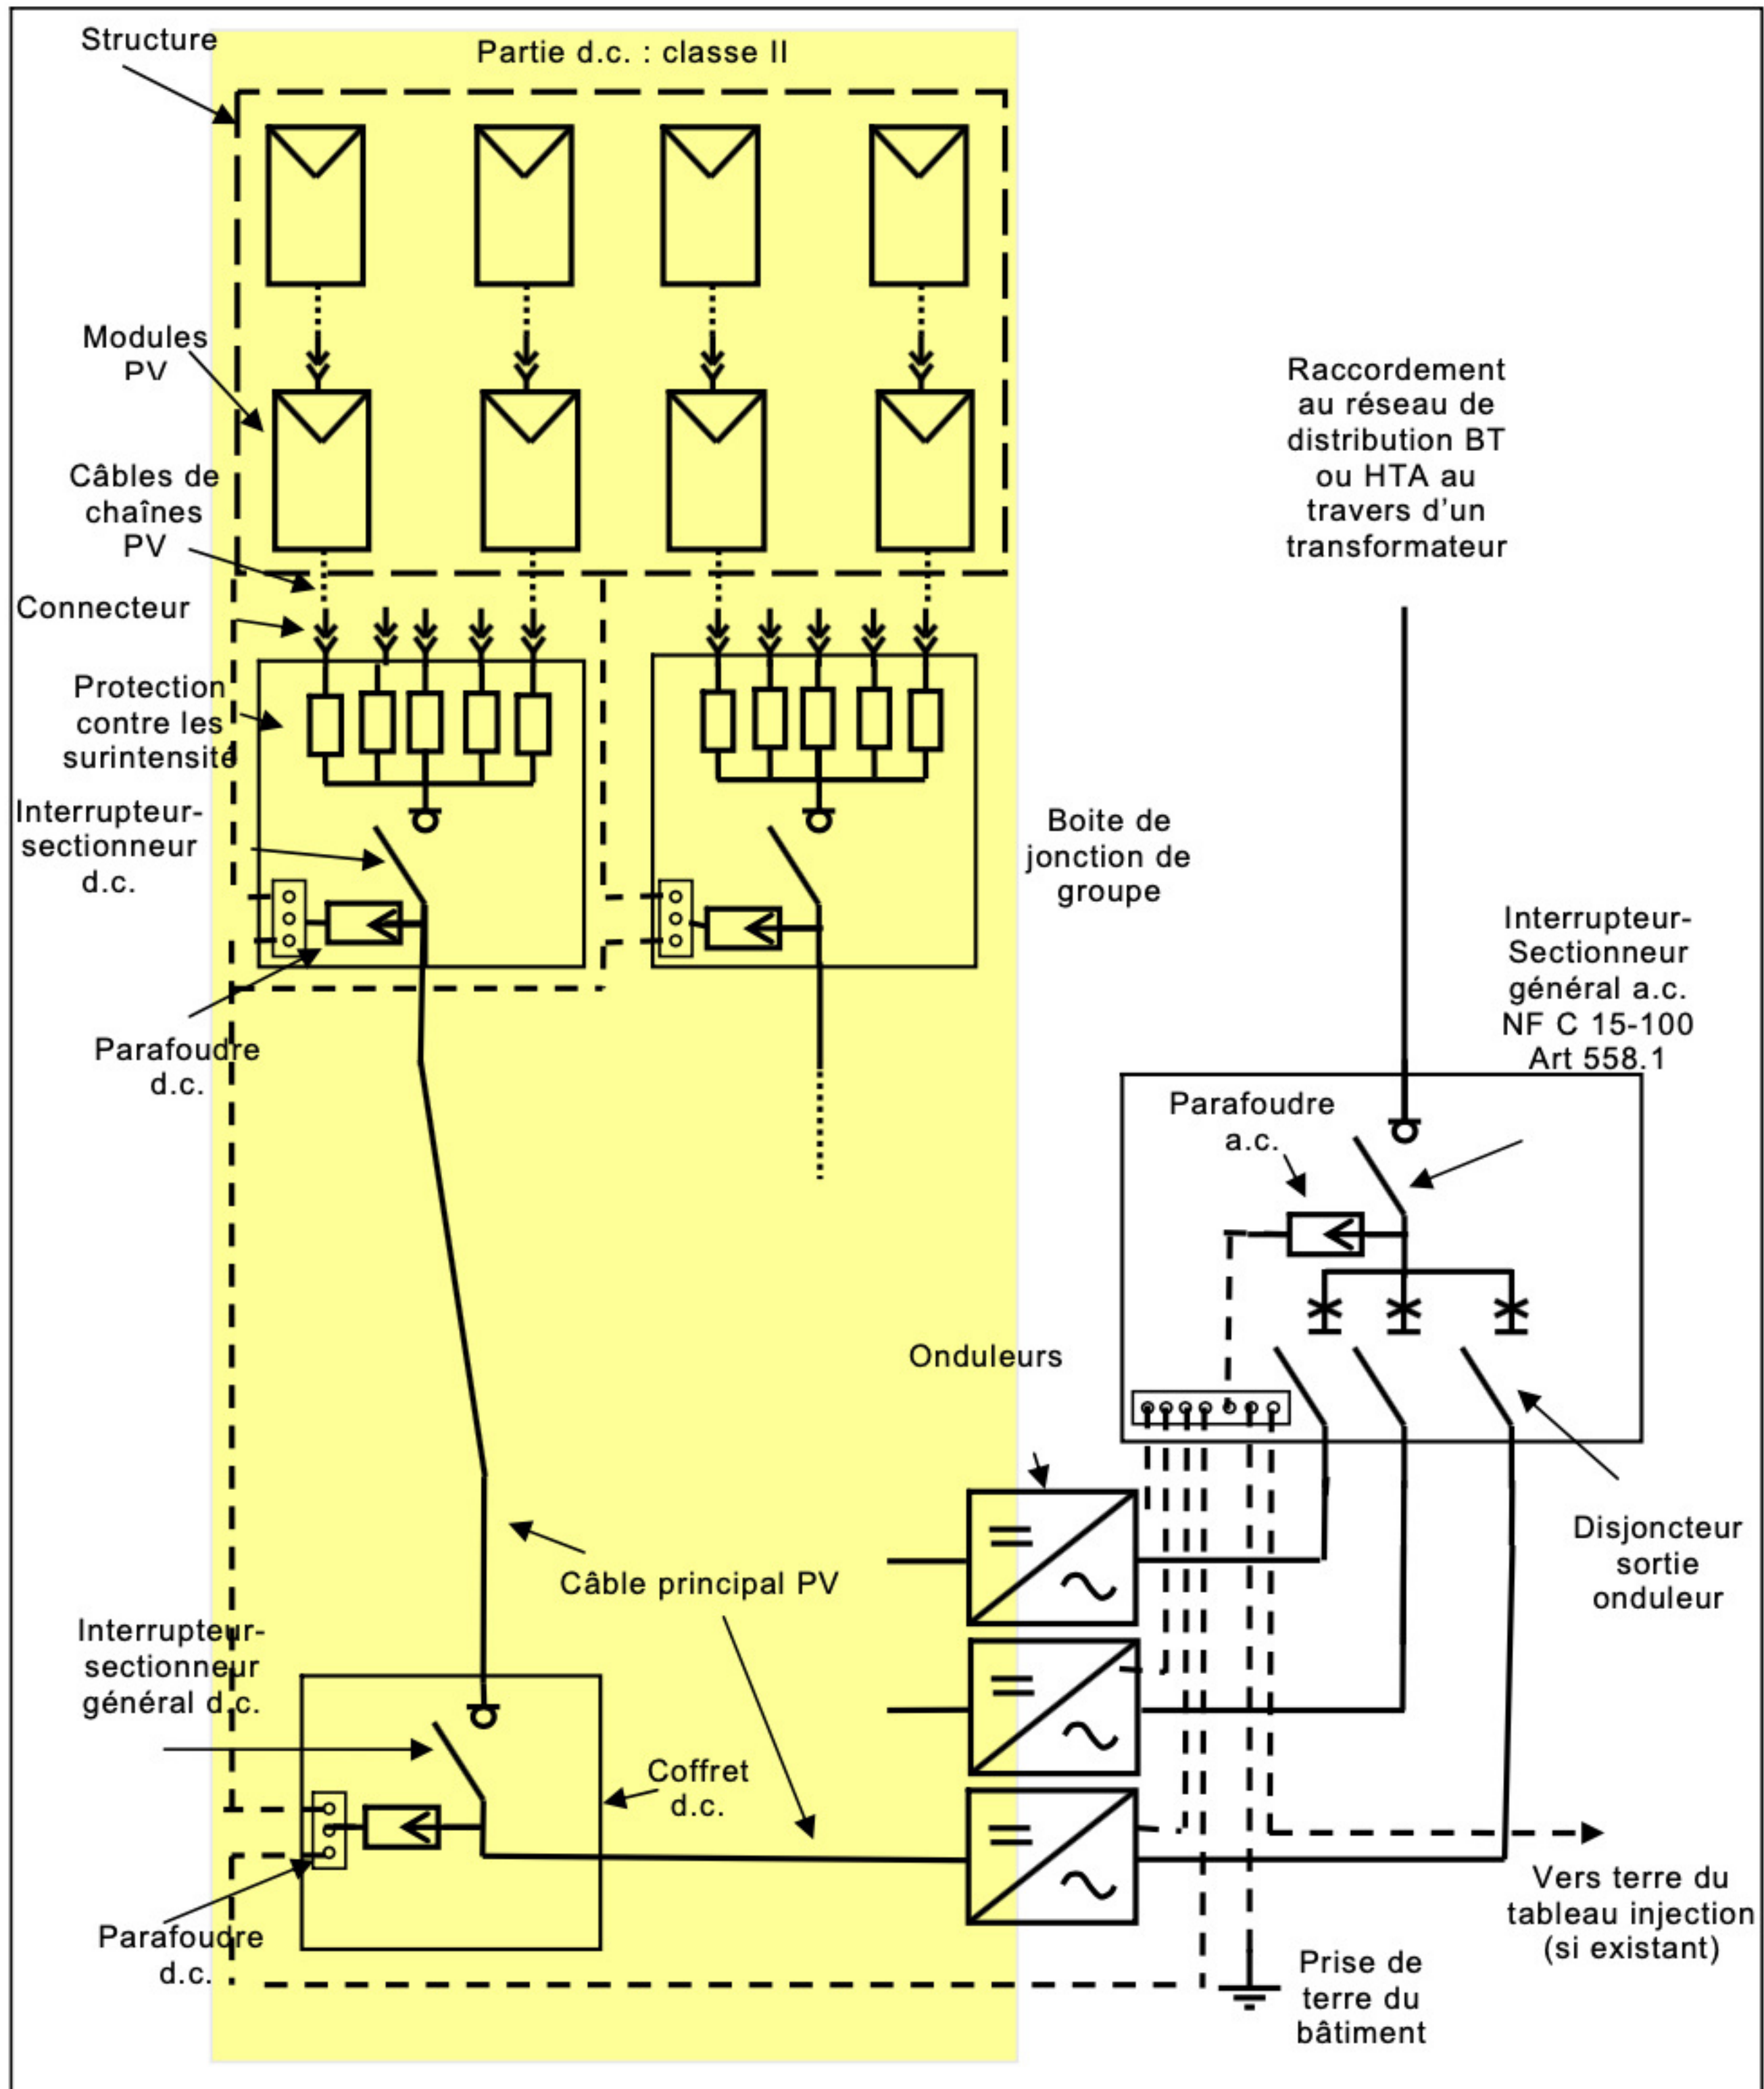 Structure
Partie d.c. : classe II
Modules
PV
Câbles de
chaînes
PV
Connecteur
Protection
contre les
surintensité
Interrupteur-
sectionneur
d.c.
Parafoudre
d.c.
Boite de
jonction de
groupe
Raccordement
au réseau de
distribution BT
ou HTA au
travers d'un
transformateur
Interrupteur-
Sectionneur
général a.c.
NF C 15-100
Art 558.1
Parafoudre
a.c.
Onduleurs
Disjoncteur
sortie
onduleur
Câble principal PV
Interrupteur-
sectionneur
général d.c.
Coffret
d.c.
Parafoudre
d.c.
Vers terre du
tableau injection
(si existant)
Prise de
terre du
bâtiment